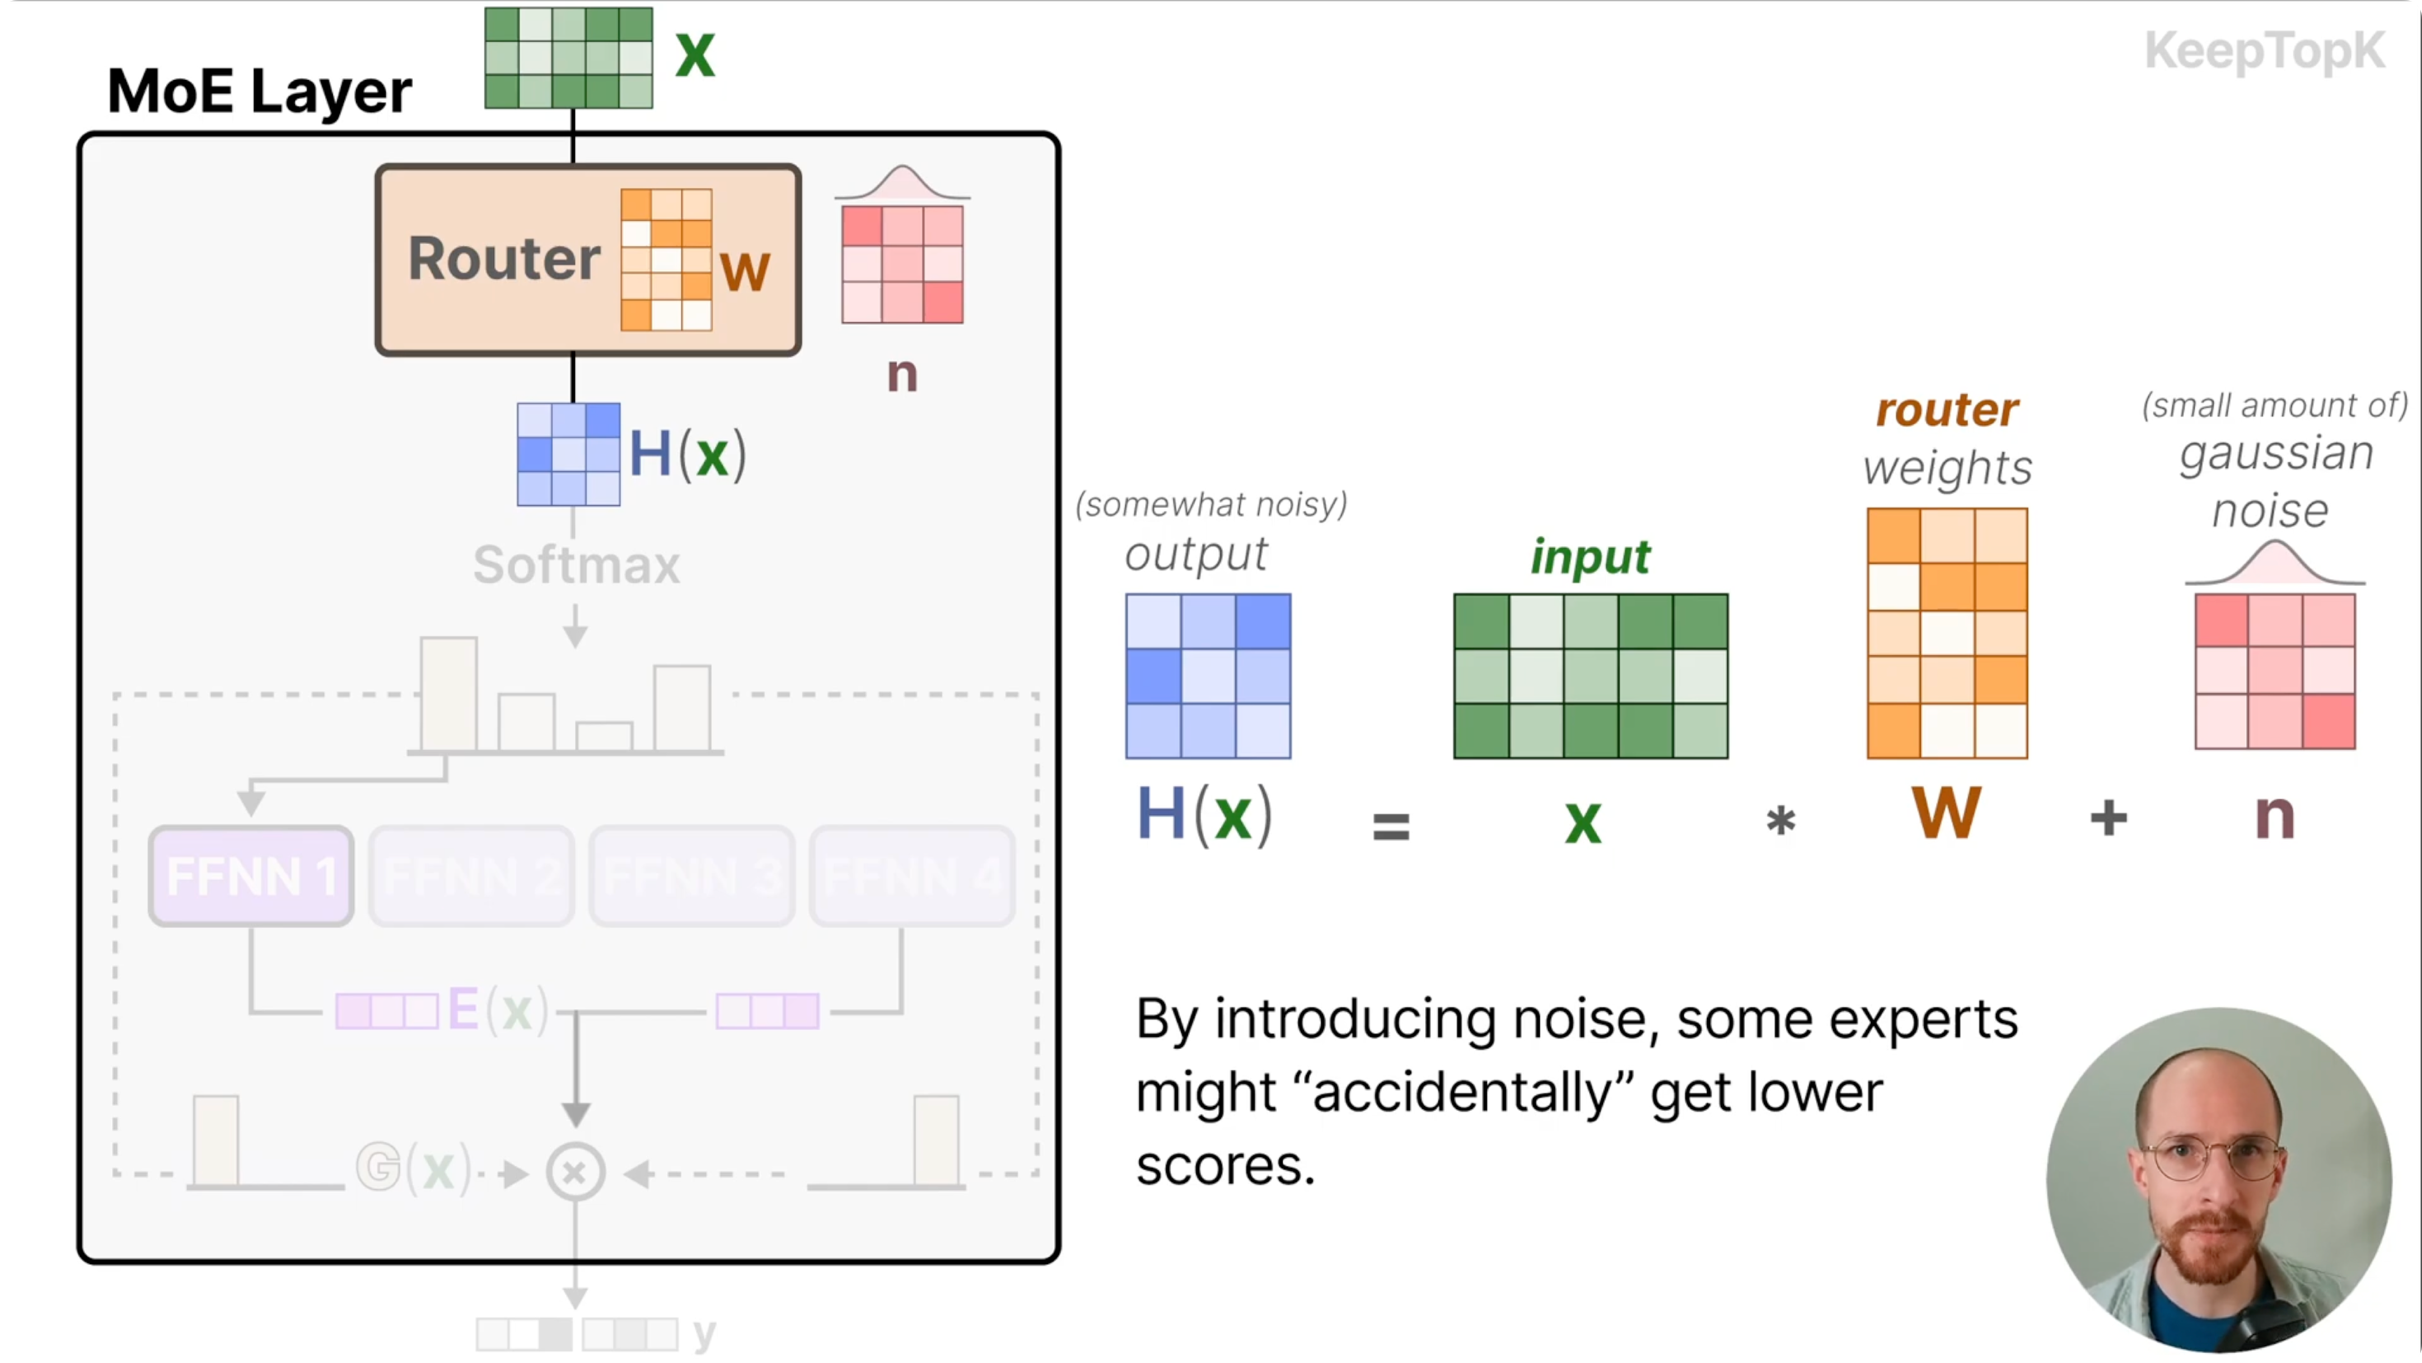 KeepTopK
X
MoE Layer
Router
W
n
H(x)
Softmax
FFNN 1
FFNN 2
FFNN 3
FFNN 4
E(x)
G(x)
y
(somewhat noisy)
output
input
router
weights
(small amount of)
gaussian
noise
H(x) = x * W + n
By introducing noise, some experts
might “accidentally” get lower
scores.